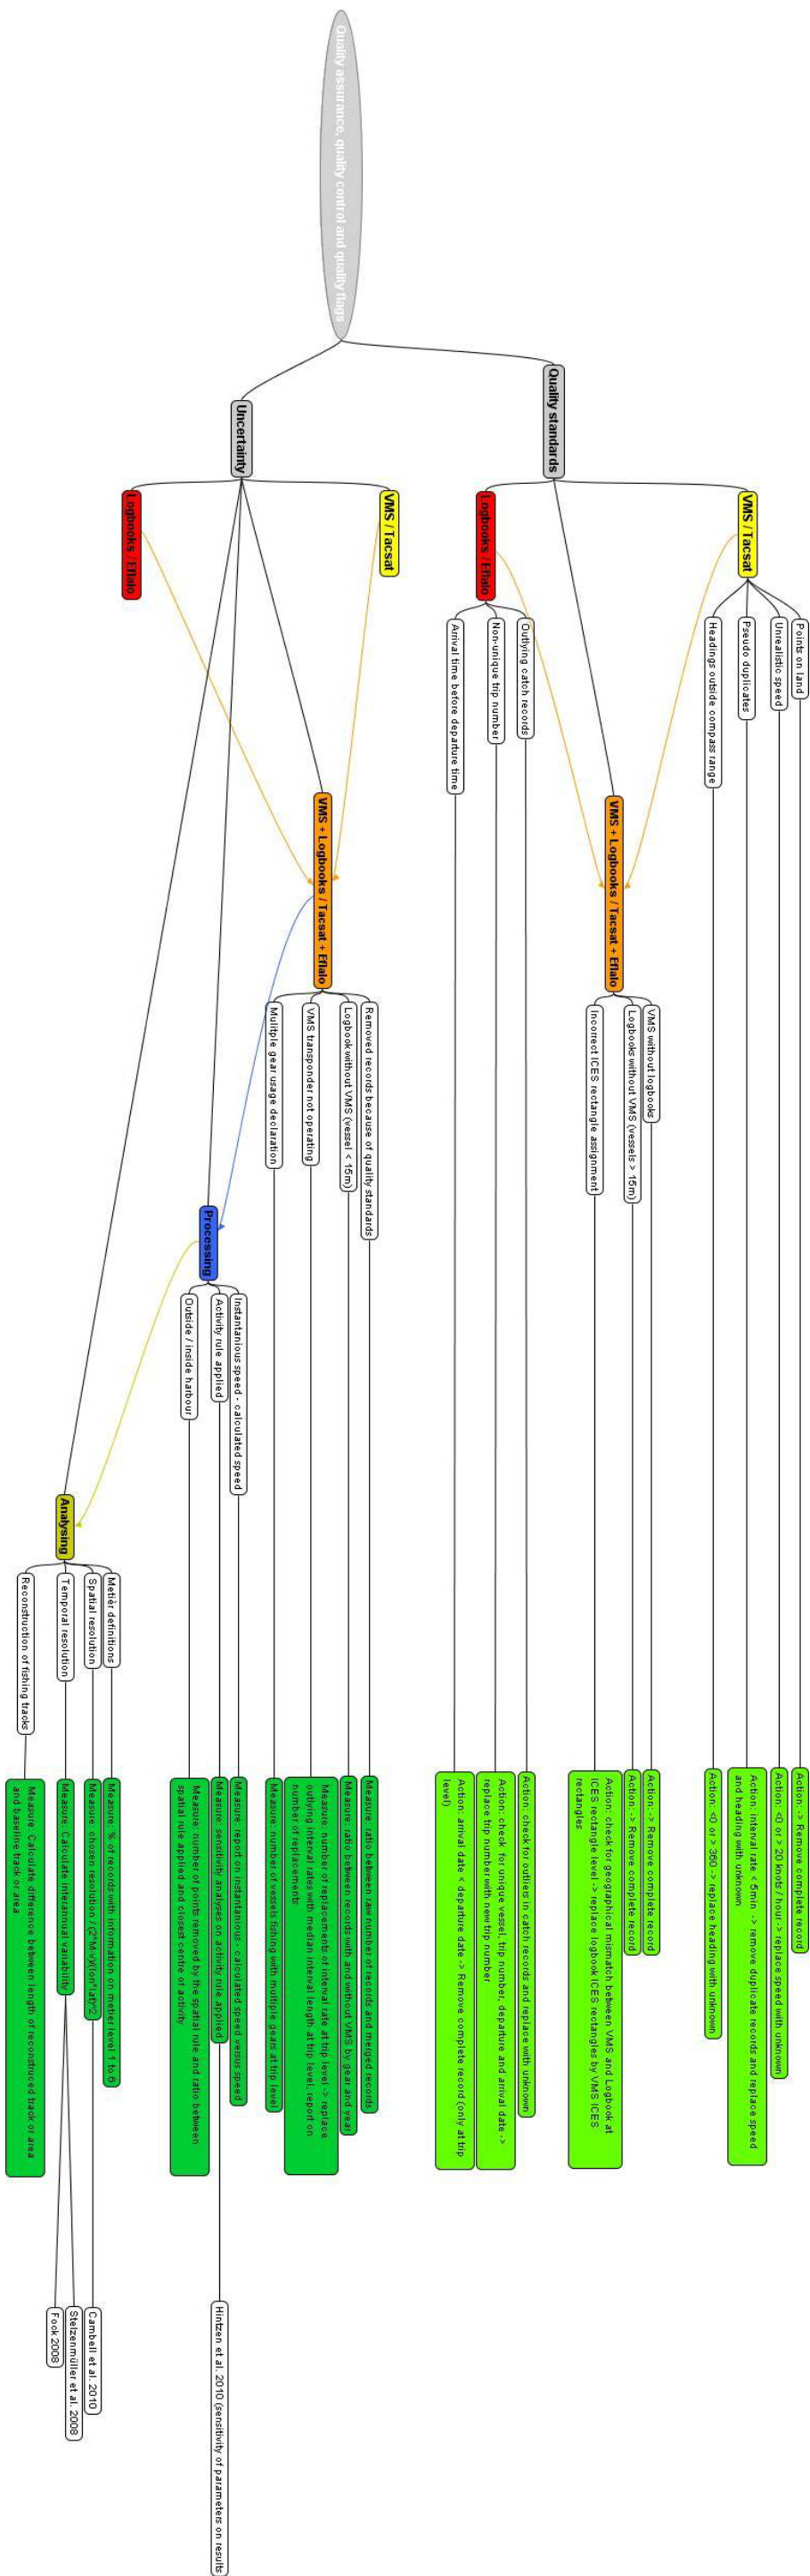 Quality assurance, quality control and quality flags
Quality standards
VMS / Tacsat
Points on land
Action: -> Remove complete record
Unrealistic speed
Action: <0 or > 20 knots / hour -> replace speed with unknown
Pseudo duplicates
Action: interval rate < 5min -> remove duplicate records and replace speed
and heading with unknown
Headings outside compass range
Action: <0 or > 360 -> replace heading with unknown
VMS + Logbooks / Tacsat + Eflalo
VMS without logbooks
Action: -> Remove complete record
Logbooks without VMS (vessels > 15m)
Action: -> Remove complete record
Incorrect ICES rectangle assignment
Action: check for geographical mismatch between VMS and Logbook at
ICES rectangle level -> replace logbook ICES rectangles by VMS ICES
rectangles
Logbooks / Eflalo
Outlying catch records
Action: check for outliers in catch records and replace with unknown
Non-unique trip number
Action: check for unique vessel, trip number, departure and arrival date ->
replace trip number with new trip number
Arrival time before departure time
Action: arrival date < departure date -> Remove complete record (only at trip
level)
Uncertainty
VMS / Tacsat
VMS + Logbooks / Tacsat + Eflalo
Removed records because of quality standards
Measure: ratio between raw number of records and merged records
Logbook without VMS (vessel < 15m)
Measure: ratio between records with and without VMS by gear and year
VMS transponder not operating
Measure: number of replacements of interval rate at trip level -> replace
outlying interval rates with median interval length at trip level, report on
number of replacements
Mulitple gear usage declaration
Measure: number of vessels fishing with multiple gears at trip level
Processing
Instantanious speed - calculated speed
Measure: report on instantanious - calculated speed versus speed
Activity rule applied
Measure: sensitivity analyses on activity rule applied
Hintzen et al. 2010 (sensitivity of parameters on results
Outside / inside harbour
Measure: number of points removed by the spatial rule and ratio between
spatial rule applied and closest centre of activity
Logbooks / Eflalo
Analysing
Metièr definitions
Measure: % of records with information on metier level 1 to 6
Spatial resolution
Measure: chosen resolution / (2*M-v)/(lon*lat)^2
Cambell et al. 2010
Temporal resolution
Measure: Calculate interannual variability
Stelzenmüller et al. 2008
Fock 2008
Reconstruction of fishing tracks
Measure: Calculate difference between length of reconstruced track or area
and baseline track or area